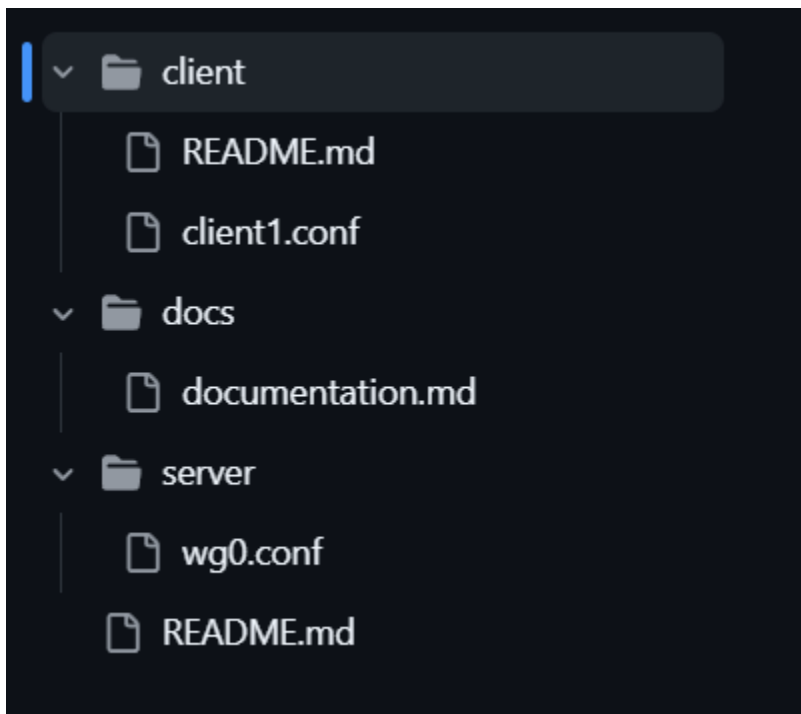 client
README.md
client1.conf
docs
documentation.md
server
wg0.conf
README.md